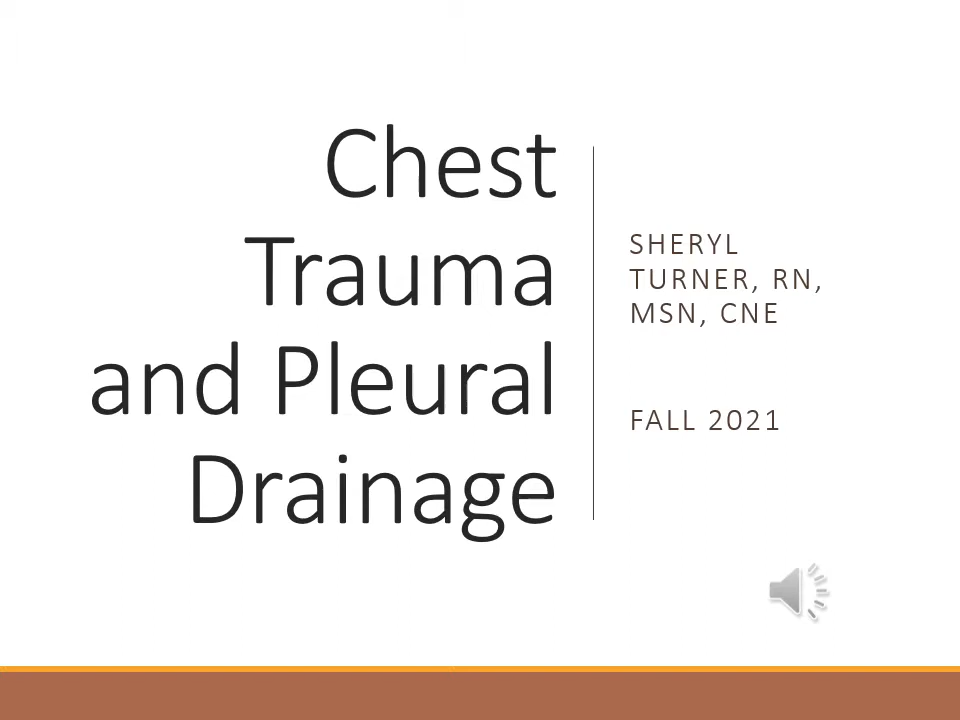 Chest
Trauma
and Pleural
Drainage
SHERYL
TURNER, RN,
MSN, CNE
FALL 2021